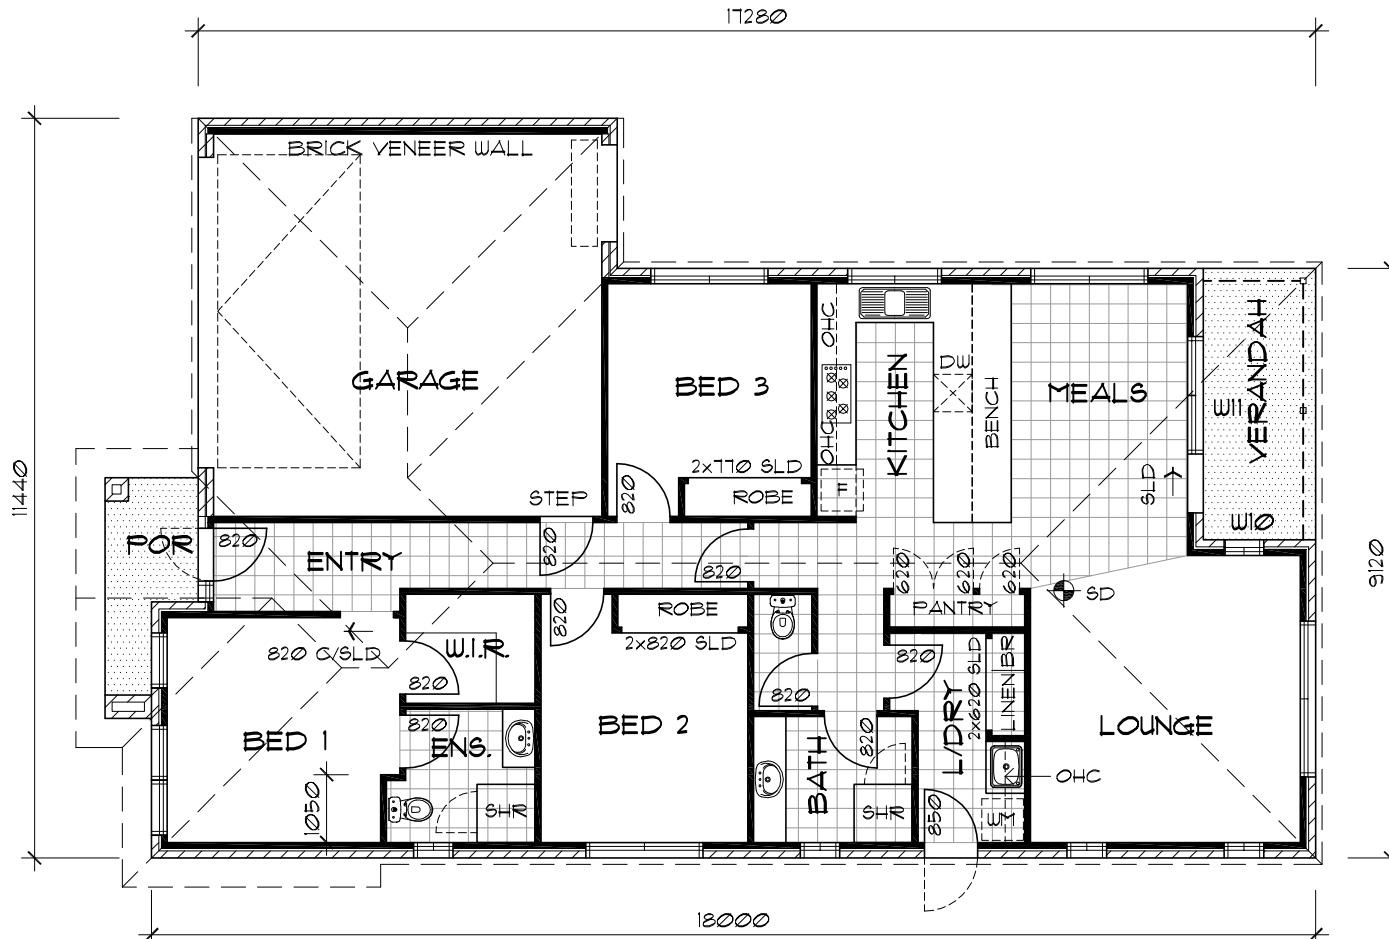 17280
BRICK VENEER WALL
GARAGE
STEP
11440
9120
18000
BED 3
2x770 SLD
ROBE
820
OHC
OHC
KITCHEN
DW
BENCH
F
MEALS
SLD
W11
VERANDAH
W10
POR
820
ENTRY
820
820
620
620
620
PANTRY
SD
820 C/SLD
W.I.R.
820
820
ROBE
2x820 SLD
820
820
L'DRY
2x620 SLD
LINEN
BR
BED 1
820
ENS.
BED 2
BATH
820
LOUNGE
OHC
1050
SHR
SHR
850